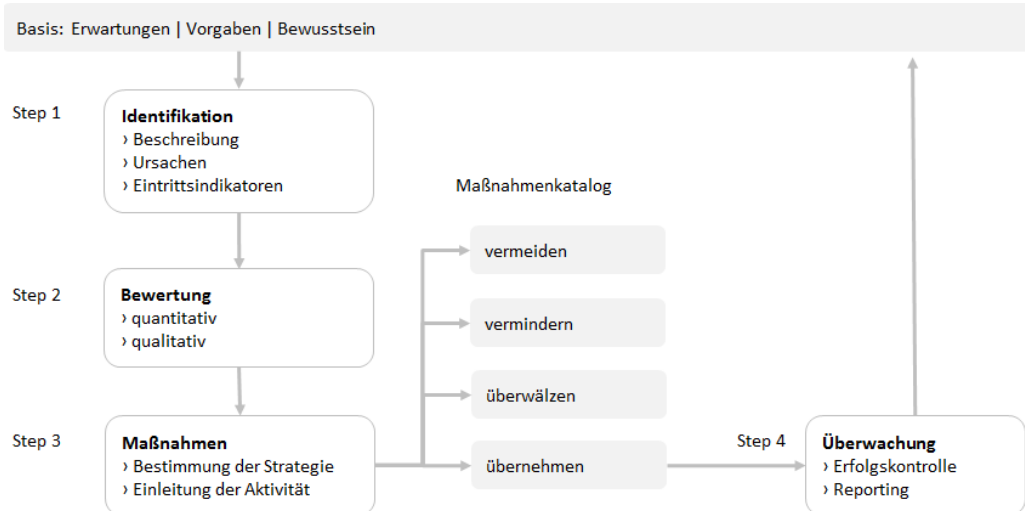 Basis: Erwartungen | Vorgaben | Bewusstsein
Step 1
Identifikation
› Beschreibung
› Ursachen
› Eintrittsindikatoren
Step 2
Bewertung
› quantitativ
› qualitativ
Step 3
Maßnahmen
› Bestimmung der Strategie
› Einleitung der Aktivität
Maßnahmenkatalog
vermeiden
vermindern
überwälzen
übernehmen
Step 4
Überwachung
› Erfolgskontrolle
› Reporting